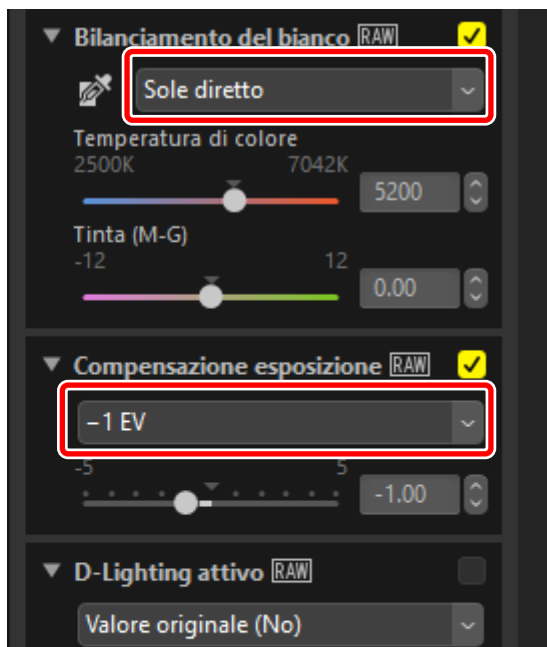 Bilanciamento del bianco RAW
Sole diretto
Temperatura di colore
2500K 7042K
5200
Tinta (M-G)
-12 12
0.00
Compensazione esposizione RAW
−1 EV
-5 5
-1.00
D-Lighting attivo RAW
Valore originale (No)